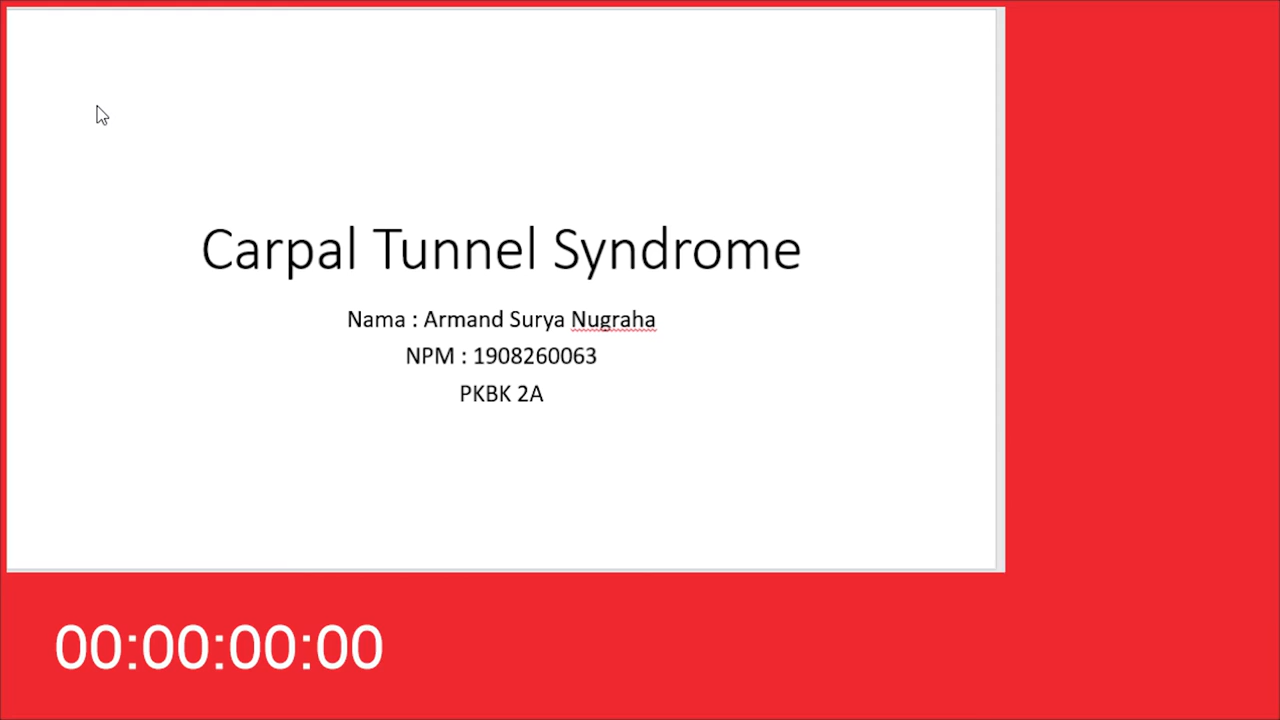 Carpal Tunnel Syndrome
Nama : Armand Surya Nugraha
NPM : 1908260063
PKBK 2A
00:00:00:00